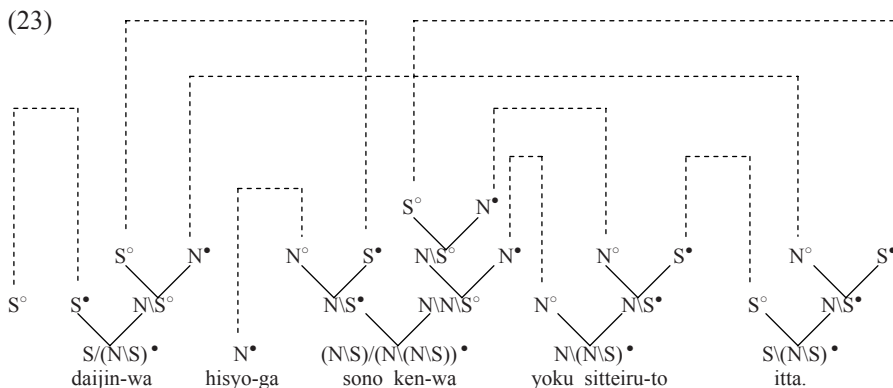 (23)
S° N•
S° N• N° S• N\S° N• N° S• N° S•
S° S• N\S° N\S• N\N\S° N° N\S• S° N\S•
S/(N\S)• N• (N\S)/(N\(N\S))• N\(N\S)• S\(N\S)•
daijin-wa hisyo-ga sono ken-wa yoku sitteiru-to itta.